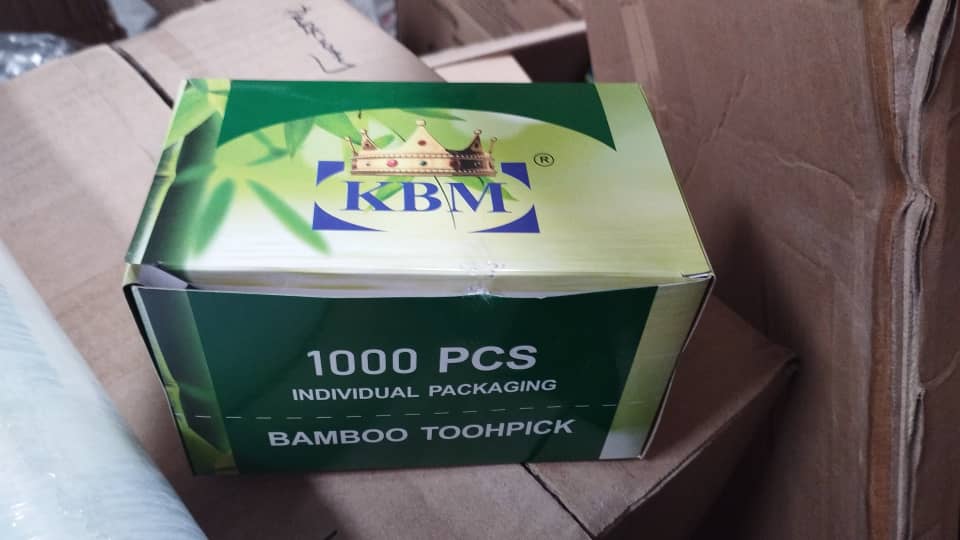 KBM
®
1000 PCS
INDIVIDUAL PACKAGING
BAMBOO TOOHPICK